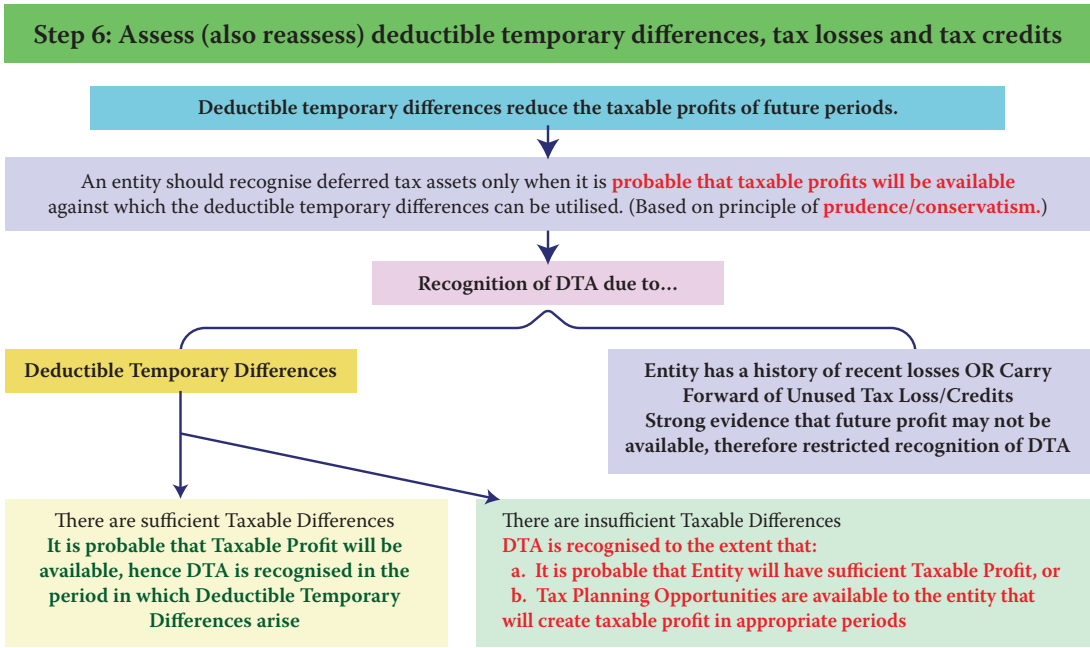 Step 6: Assess (also reassess) deductible temporary differences, tax losses and tax credits
Deductible temporary differences reduce the taxable profits of future periods.
An entity should recognise deferred tax assets only when it is probable that taxable profits will be available
against which the deductible temporary differences can be utilised. (Based on principle of prudence/conservatism.)
Recognition of DTA due to...
Deductible Temporary Differences
Entity has a history of recent losses OR Carry
Forward of Unused Tax Loss/Credits
Strong evidence that future profit may not be
available, therefore restricted recognition of DTA
There are sufficient Taxable Differences
It is probable that Taxable Profit will be
available, hence DTA is recognised in the
period in which Deductible Temporary
Differences arise
There are insufficient Taxable Differences
DTA is recognised to the extent that:
a. It is probable that Entity will have sufficient Taxable Profit, or
b. Tax Planning Opportunities are available to the entity that
will create taxable profit in appropriate periods